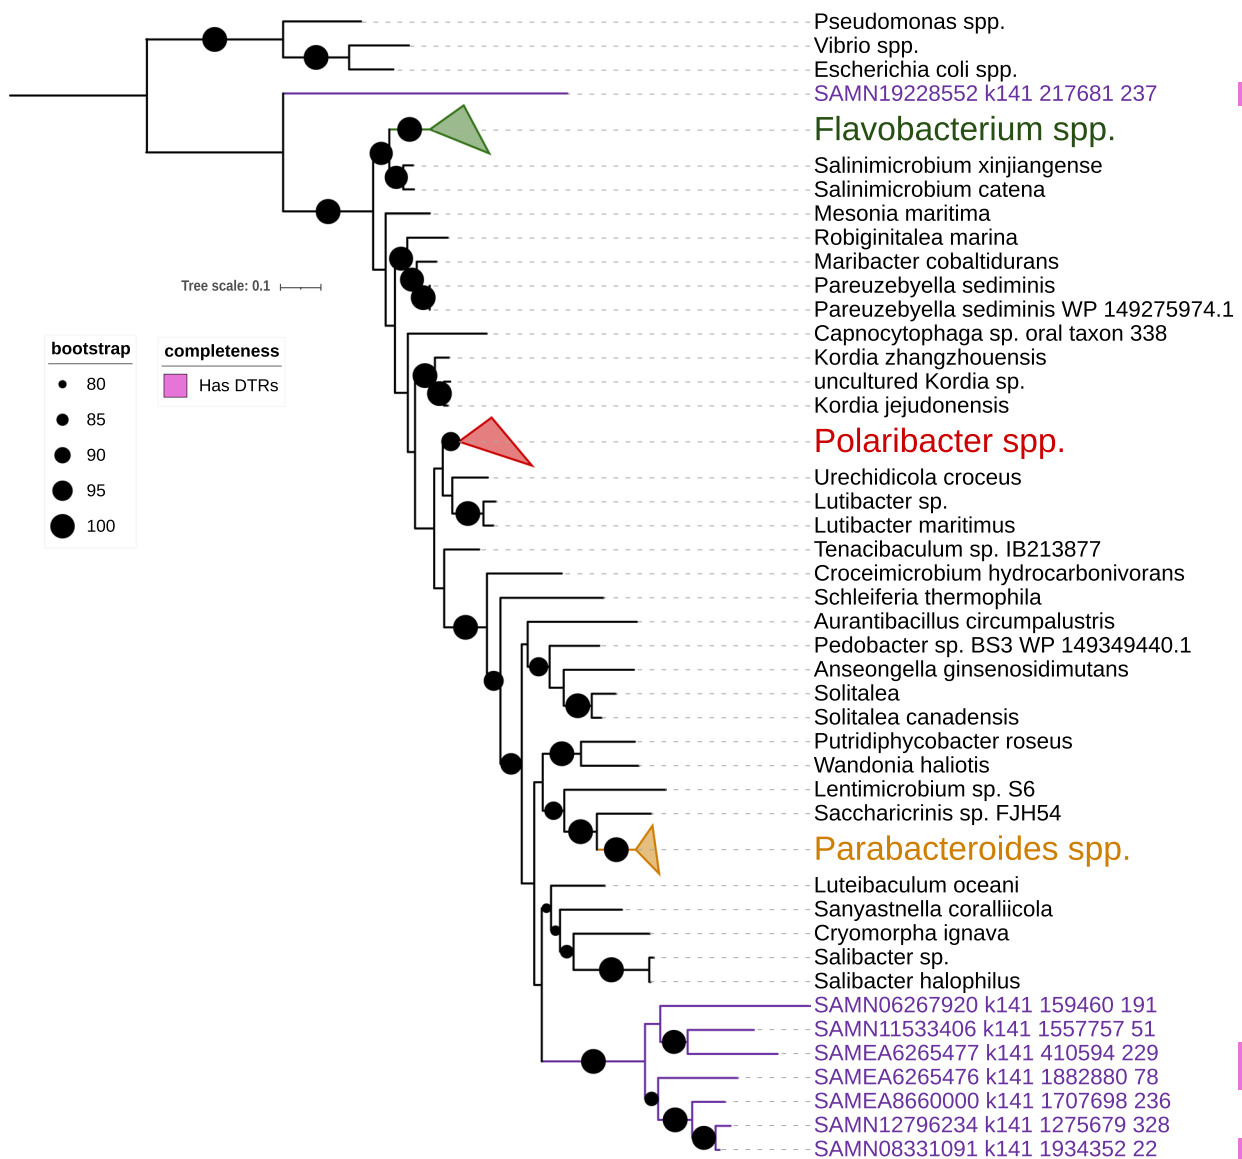 Pseudomonas spp.
Vibrio spp.
Escherichia coli spp.
SAMN19228552 k141 217681 237
Flavobacterium spp.
Salinimicrobium xinjiangense
Salinimicrobium catena
Mesonia maritima
Robiginitalea marina
Maribacter cobaltidurans
Pareuzebyella sediminis
Pareuzebyella sediminis WP 149275974.1
Capnocytophaga sp. oral taxon 338
Kordia zhangzhouensis
uncultured Kordia sp.
Kordia jejudonensis
Polaribacter spp.
Urechidicola croceus
Lutibacter sp.
Lutibacter maritimus
Tenacibaculum sp. IB213877
Croceimicrobium hydrocarbonivorans
Schleiferia thermophila
Aurantibacillus circumpalustris
Pedobacter sp. BS3 WP 149349440.1
Anseongella ginsenosidimutans
Solitalea
Solitalea canadensis
Putridiphycobacter roseus
Wandonia haliotis
Lentimicrobium sp. S6
Saccharicrinis sp. FJH54
Parabacteroides spp.
Luteibaculum oceani
Sanyastnella coralliicola
Cryomorpha ignava
Salibacter sp.
Salibacter halophilus
SAMN06267920 k141 159460 191
SAMN11533406 k141 1557757 51
SAMEA6265477 k141 410594 229
SAMEA6265476 k141 1882880 78
SAMEA8660000 k141 1707698 236
SAMN12796234 k141 1275679 328
SAMN08331091 k141 1934352 22
Tree scale: 0.1
bootstrap
80
85
90
95
100
completeness
Has DTRs